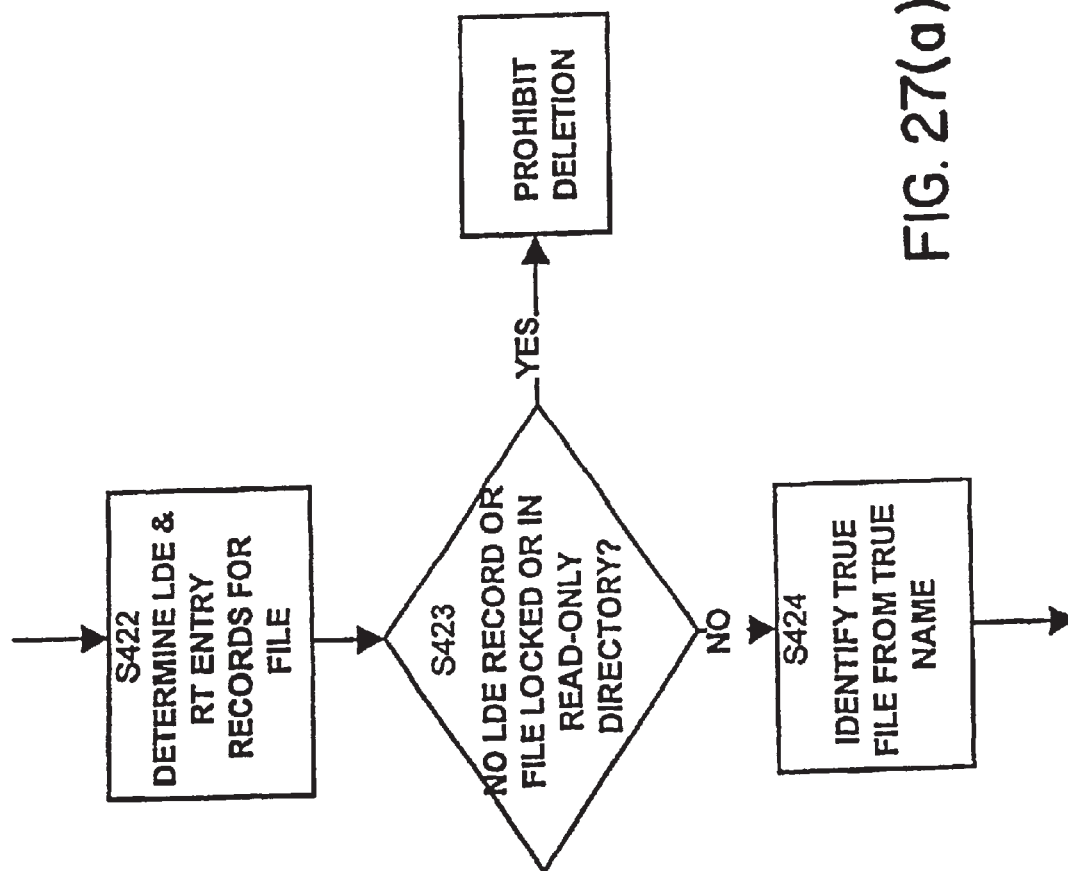 S422
DETERMINE LDE &
RT ENTRY
RECORDS FOR
FILE
S423
NO LDE RECORD OR
FILE LOCKED OR IN
READ-ONLY
DIRECTORY?
YES
PROHIBIT
DELETION
NO
S424
IDENTIFY TRUE
FILE FROM TRUE
NAME
FIG. 27(a)